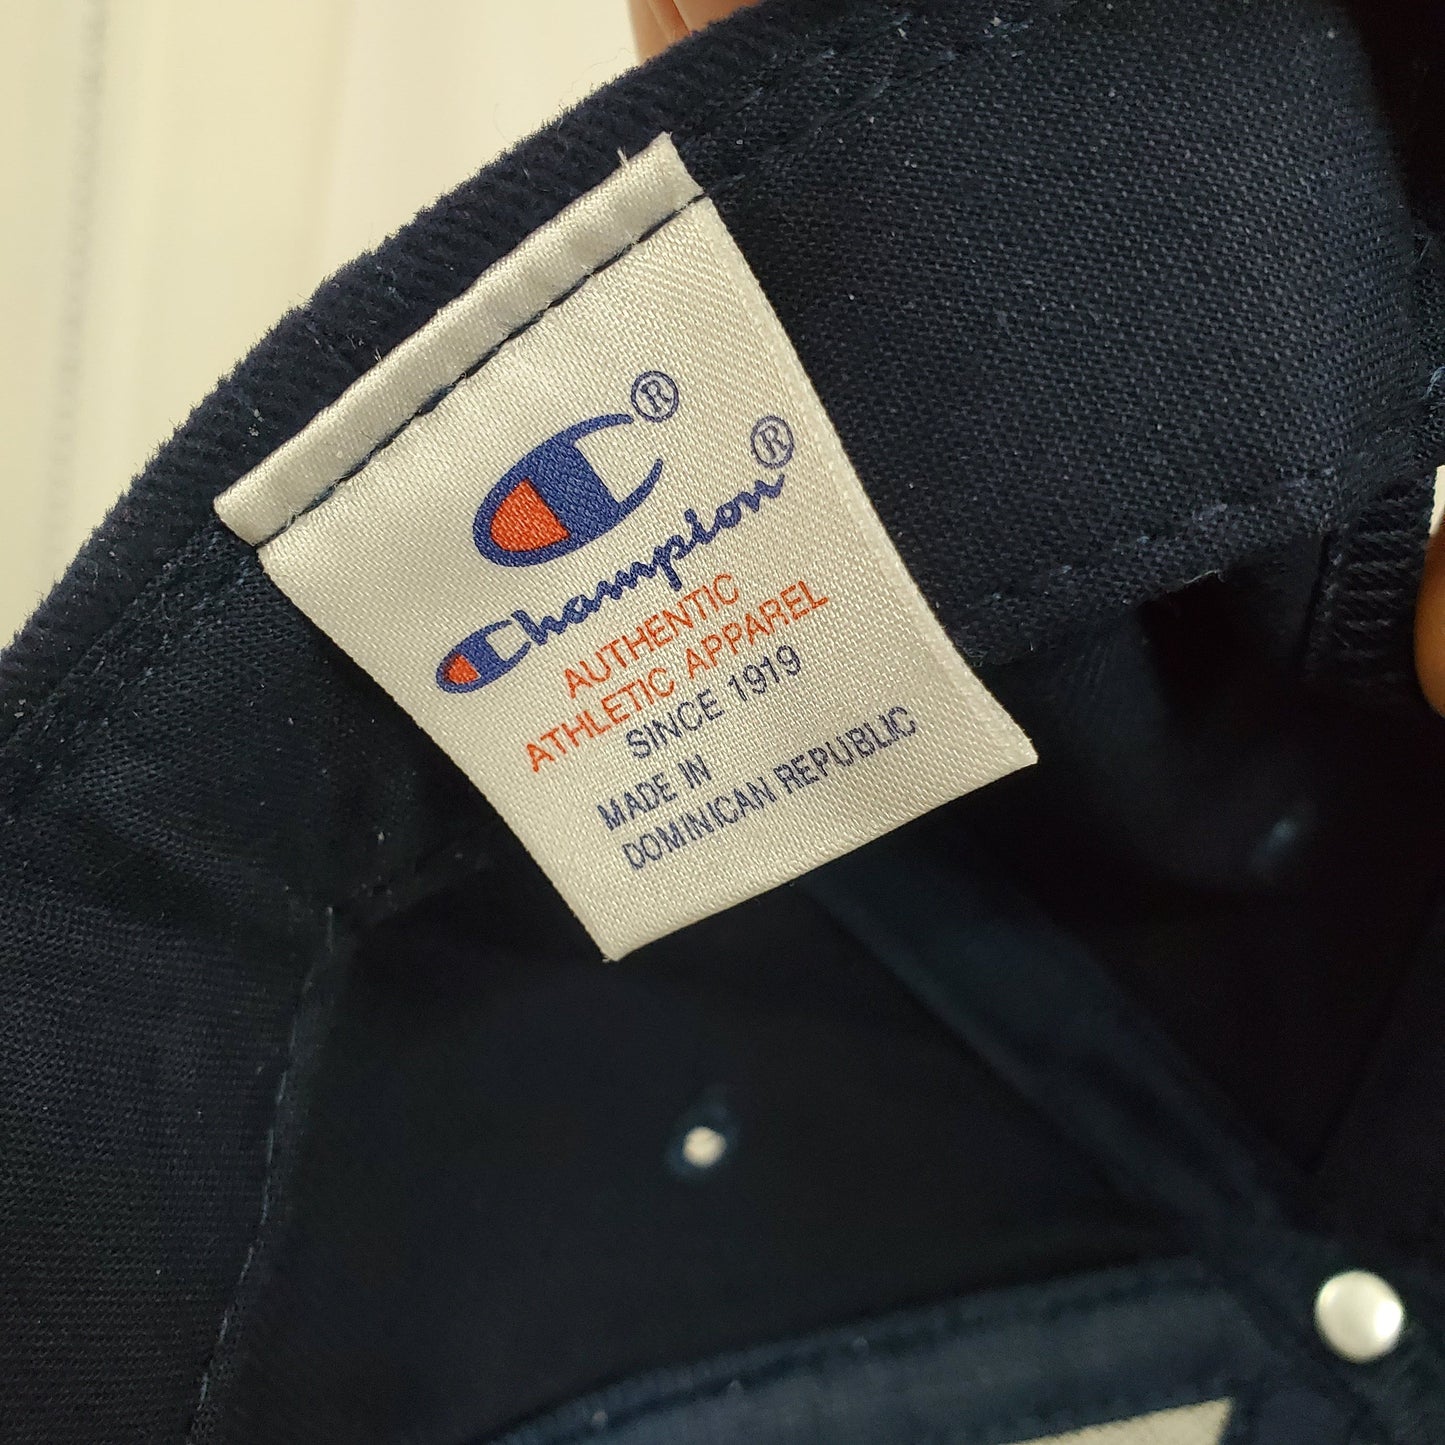 C®
Champion®
AUTHENTIC
ATHLETIC APPAREL
SINCE 1919
MADE IN
DOMINICAN REPUBLIC